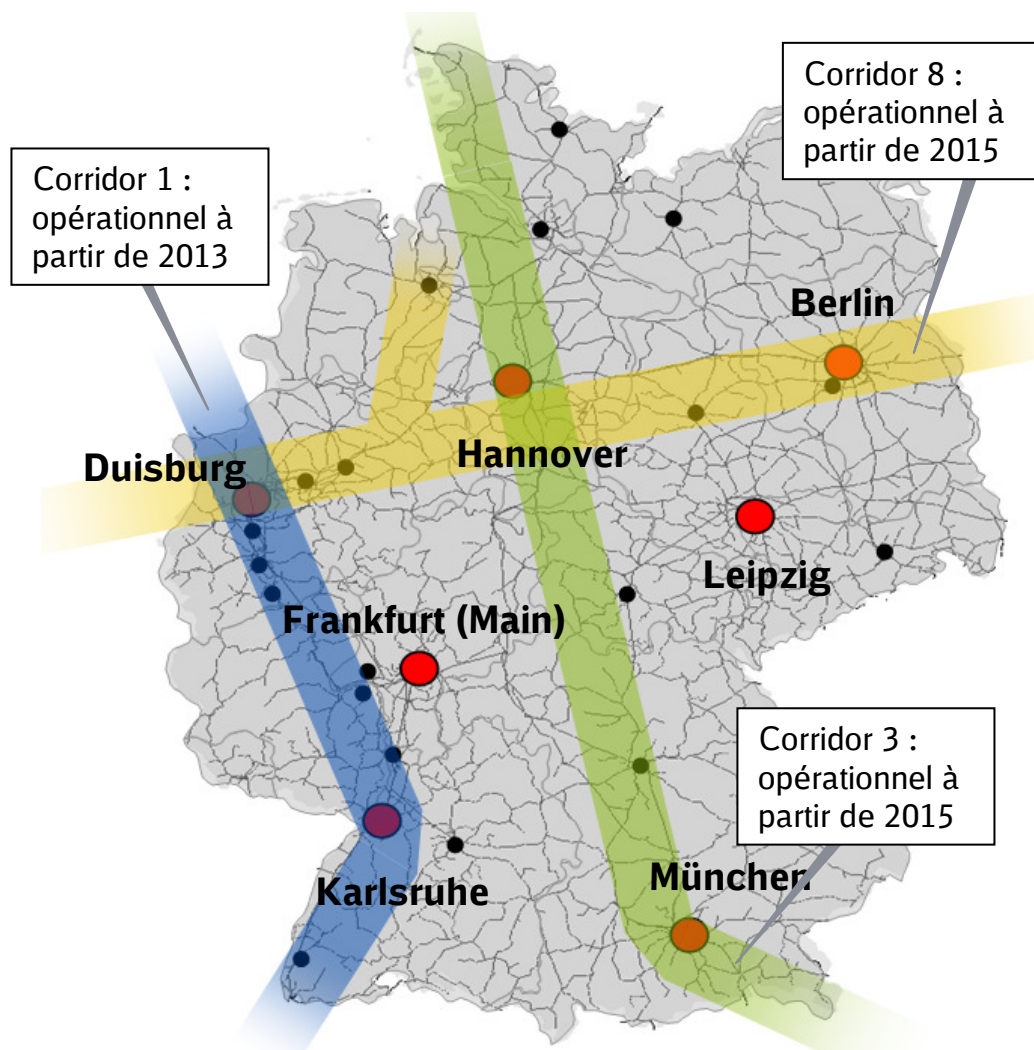 Corridor 8 :
opérationnel à
partir de 2015
Corridor 1 :
opérationnel à
partir de 2013
Berlin
Duisburg
Hannover
Leipzig
Frankfurt (Main)
Corridor 3 :
opérationnel à
partir de 2015
München
Karlsruhe